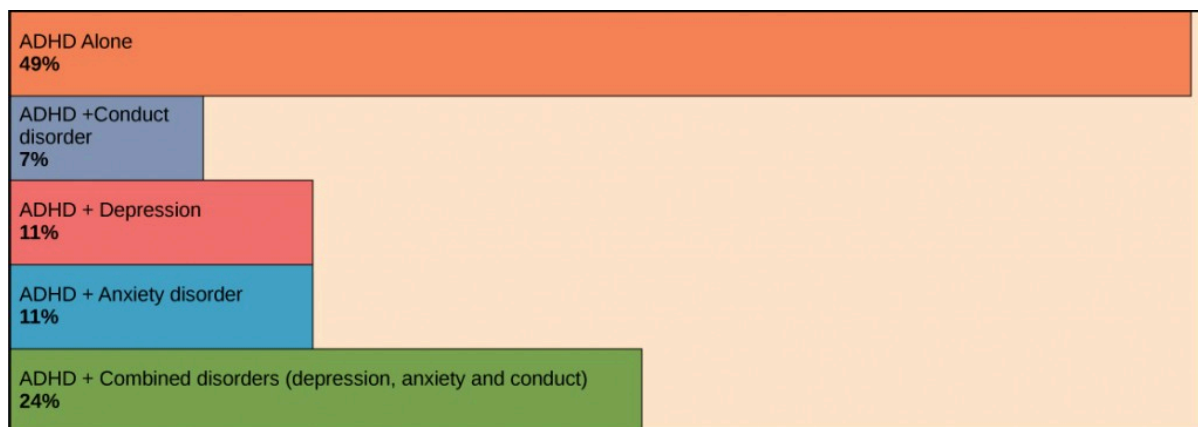 ADHD Alone
49%
ADHD +Conduct
disorder
7%
ADHD + Depression
11%
ADHD + Anxiety disorder
11%
ADHD + Combined disorders (depression, anxiety and conduct)
24%